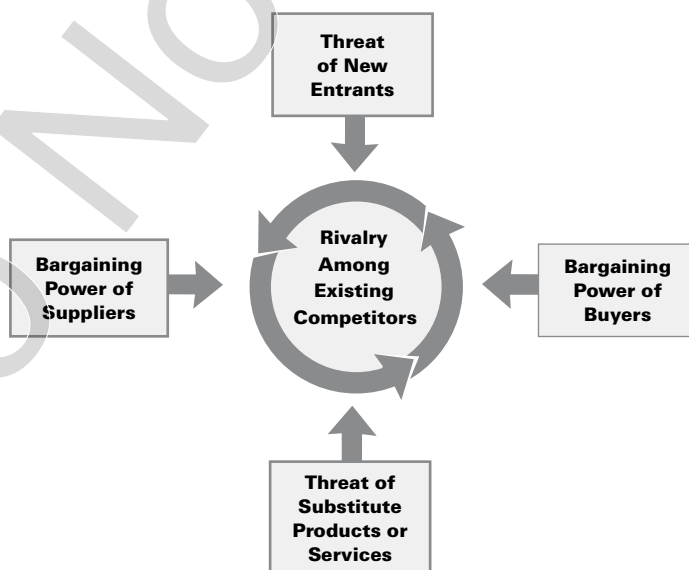 Threat
of New
Entrants
Rivalry
Among
Existing
Competitors
Bargaining
Power of
Suppliers
Bargaining
Power of
Buyers
Threat of
Substitute
Products or
Services